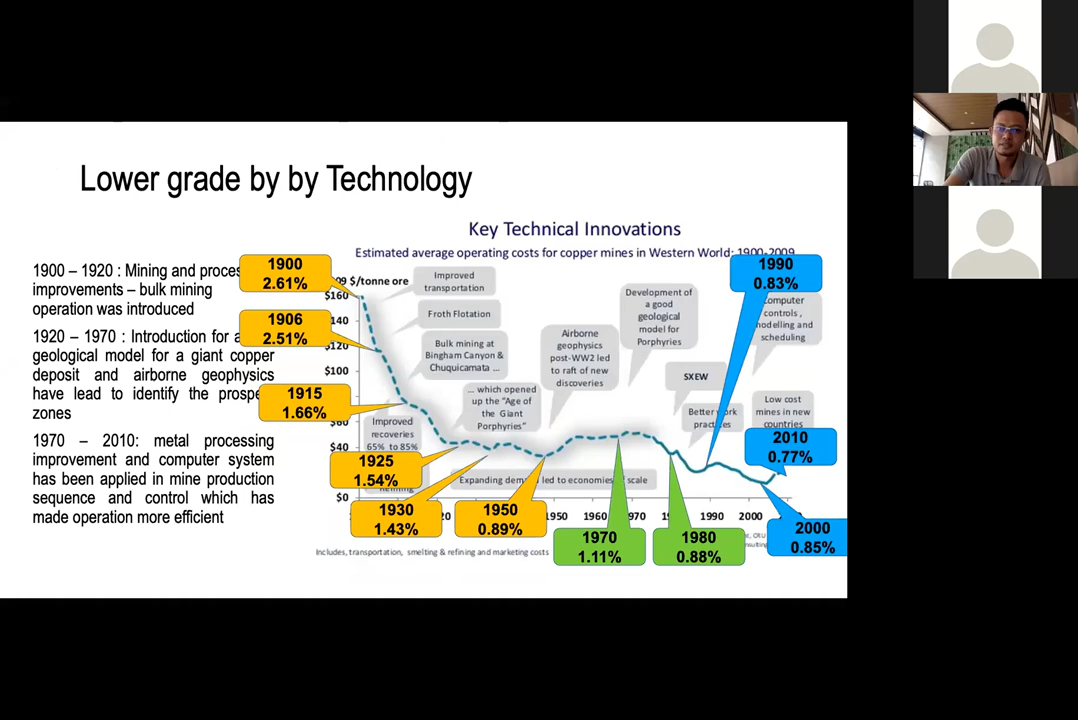 Lower grade by by Technology
1900 – 1920 : Mining and proces
improvements – bulk mining
operation was introduced
1920 – 1970 : Introduction for a
geological model for a giant copper
deposit and airborne geophysics
have lead to identify the prospe
zones
1970 – 2010: metal processing
improvement and computer system
has been applied in mine production
sequence and control which has
made operation more efficient
Key Technical Innovations
Estimated average operating costs for copper mines in Western World: 1900-2009
09 $/tonne ore
$160
140
$120
$100
$60
$40
$0
1900
2.61%
1906
2.51%
1915
1.66%
1925
1.54%
1930
1.43%
1950
0.89%
1970
1.11%
1980
0.88%
1990
0.83%
2010
0.77%
2000
0.85%
Improved
transportation
Froth Flotation
Bulk mining at
Bingham Canyon &
Chuquicamata ...
... which opened
up the "Age of
the Giant
Porphyries"
Improved
recoveries
65% to 85%
Airborne
geophysics
post-WW2 led
to raft of new
discoveries
Development of
a good
geological
model for
Porphyries
SXEW
Better work
practices
Computer
controls ,
modelling and
scheduling
Low cost
mines in new
countries
Expanding dema led to economies scale
20 1950 1960 1970 1990 2000
Includes, transportation, smelting & refining and marketing costs